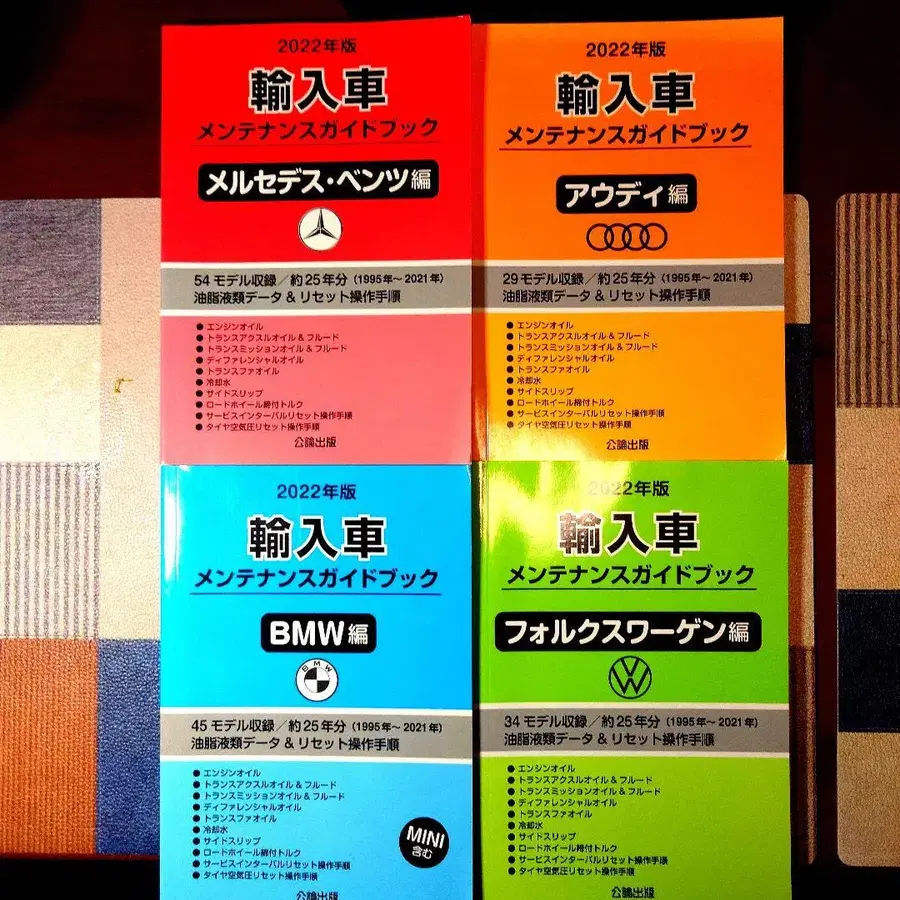 2022年版
輸入車
メンテナンスガイドブック
メルセデス・ベンツ編
54モデル収録／約25年分（1995年〜2021年）
油脂液類データ＆リセット操作手順
●エンジンオイル
●トランスアクスルオイル＆フルード
●トランスミッションオイル＆フルード
●ディファレンシャルオイル
●トランスファオイル
●冷却水
●サイドスリップ
●ロードホイール締付トルク
●サービスインターバルリセット操作手順
●タイヤ空気圧リセット操作手順
公論出版
2022年版
輸入車
メンテナンスガイドブック
アウディ編
29モデル収録／約25年分（1995年〜2021年）
油脂液類データ＆リセット操作手順
●エンジンオイル
●トランスアクスルオイル＆フルード
●トランスミッションオイル＆フルード
●ディファレンシャルオイル
●トランスファオイル
●冷却水
●サイドスリップ
●ロードホイール締付トルク
●サービスインターバルリセット操作手順
●タイヤ空気圧リセット操作手順
公論出版
2022年版
輸入車
メンテナンスガイドブック
BMW編
BMW
45モデル収録／約25年分（1995年〜2021年）
油脂液類データ＆リセット操作手順
●エンジンオイル
●トランスアクスルオイル＆フルード
●トランスミッションオイル＆フルード
●ディファレンシャルオイル
●トランスファオイル
●冷却水
●サイドスリップ
●ロードホイール締付トルク
●サービスインターバルリセット操作手順
●タイヤ空気圧リセット操作手順
MINI
含む
公論出版
2022年版
輸入車
メンテナンスガイドブック
フォルクスワーゲン編
34モデル収録／約25年分（1995年〜2021年）
油脂液類データ＆リセット操作手順
●エンジンオイル
●トランスアクスルオイル＆フルード
●トランスミッションオイル＆フルード
●ディファレンシャルオイル
●トランスファオイル
●冷却水
●サイドスリップ
●ロードホイール締付トルク
●サービスインターバルリセット操作手順
●タイヤ空気圧リセット操作手順
公論出版